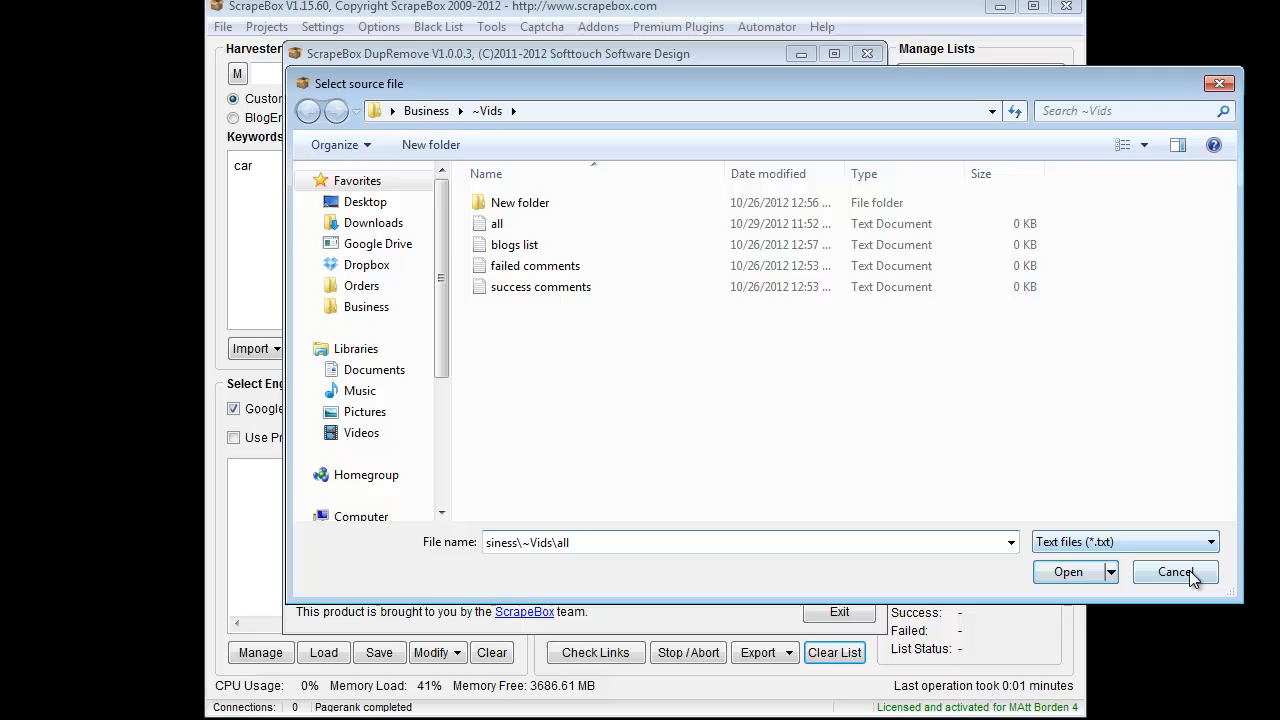 ScrapeBox V1.15.60, Copyright ScrapeBox 2009-2012 - http://www.scrapebox.com
File Projects Settings Options Black List Tools Captcha Addons Premium Plugins Automator Help
Harvester
ScrapeBox DupRemove V1.0.0.3, (C)2011-2012 Softtouch Software Design
Manage Lists
M
Select source file
Business ~Vids
Search ~Vids
Organize New folder
Name Date modified Type Size
Favorites
Desktop
Downloads
Google Drive
Dropbox
Orders
Business
Libraries
Documents
Music
Pictures
Videos
Homegroup
Computer
New folder 10/26/2012 12:56 ... File folder
all 10/29/2012 11:52 ... Text Document 0 KB
blogs list 10/26/2012 12:57 ... Text Document 0 KB
failed comments 10/26/2012 12:53 ... Text Document 0 KB
success comments 10/26/2012 12:53 ... Text Document 0 KB
File name: siness\~Vids\all Text files (*.txt)
Open Cancel
Custo
BlogEn
Keywords
car
Import
Select Eng
Google
Use Pr
This product is brought to you by the ScrapeBox team.
Exit
Success: -
Failed: -
List Status: -
Manage Load Save Modify Clear Check Links Stop / Abort Export Clear List
CPU Usage: 0% Memory Load: 41% Memory Free: 3686.61 MB Last operation took 0:01 minutes
Connections: 0 Pagerank completed Licensed and activated for MAtt Borden 4